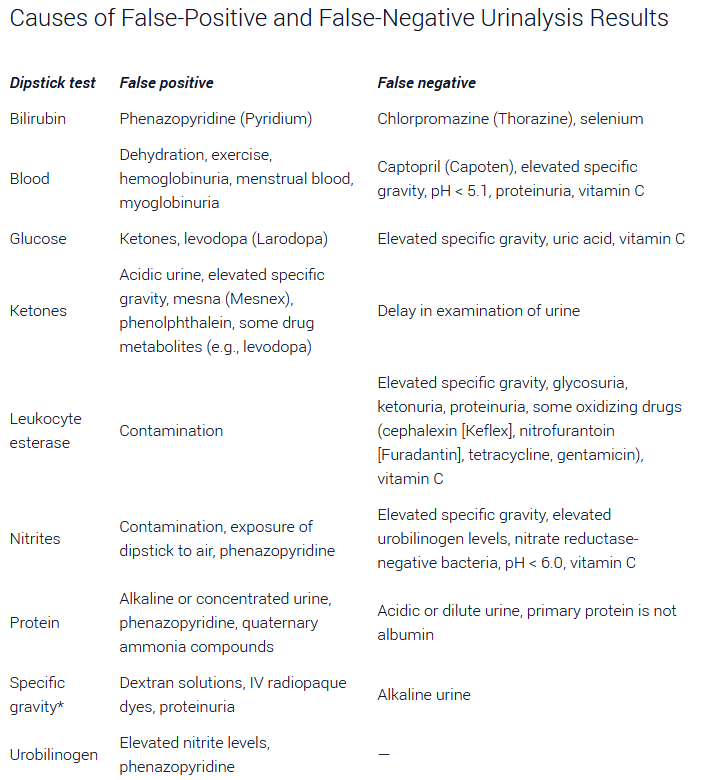 Causes of False-Positive and False-Negative Urinalysis Results
Dipstick test False positive False negative
Bilirubin Phenazopyridine (Pyridium) Chlorpromazine (Thorazine), selenium
Blood
Dehydration, exercise,
hemoglobinuria, menstrual blood,
myoglobinuria
Captopril (Capoten), elevated specific
gravity, pH < 5.1, proteinuria, vitamin C
Glucose Ketones, levodopa (Larodopa) Elevated specific gravity, uric acid, vitamin C
Ketones
Acidic urine, elevated specific
gravity, mesna (Mesnex),
phenolphthalein, some drug
metabolites (e.g., levodopa)
Delay in examination of urine
Leukocyte
esterase
Contamination
Elevated specific gravity, glycosuria,
ketonuria, proteinuria, some oxidizing drugs
(cephalexin [Keflex], nitrofurantoin
[Furadantin], tetracycline, gentamicin),
vitamin C
Nitrites
Contamination, exposure of
dipstick to air, phenazopyridine
Elevated specific gravity, elevated
urobilinogen levels, nitrate reductase-
negative bacteria, pH < 6.0, vitamin C
Protein
Alkaline or concentrated urine,
phenazopyridine, quaternary
ammonia compounds
Acidic or dilute urine, primary protein is not
albumin
Specific
gravity*
Dextran solutions, IV radiopaque
dyes, proteinuria
Alkaline urine
Urobilinogen
Elevated nitrite levels,
phenazopyridine
—